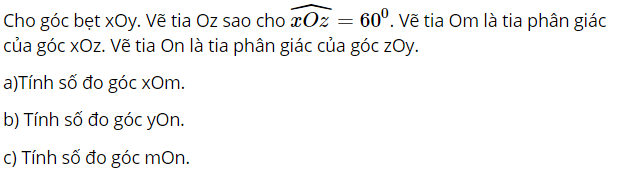 Cho góc bẹt xOy. Vẽ tia Oz sao cho $\widehat{xOz} = 60^0$. Vẽ tia Om là tia phân giác
của góc xOz. Vẽ tia On là tia phân giác của góc zOy.
a)Tính số đo góc xOm.
b) Tính số đo góc yOn.
c) Tính số đo góc mOn.